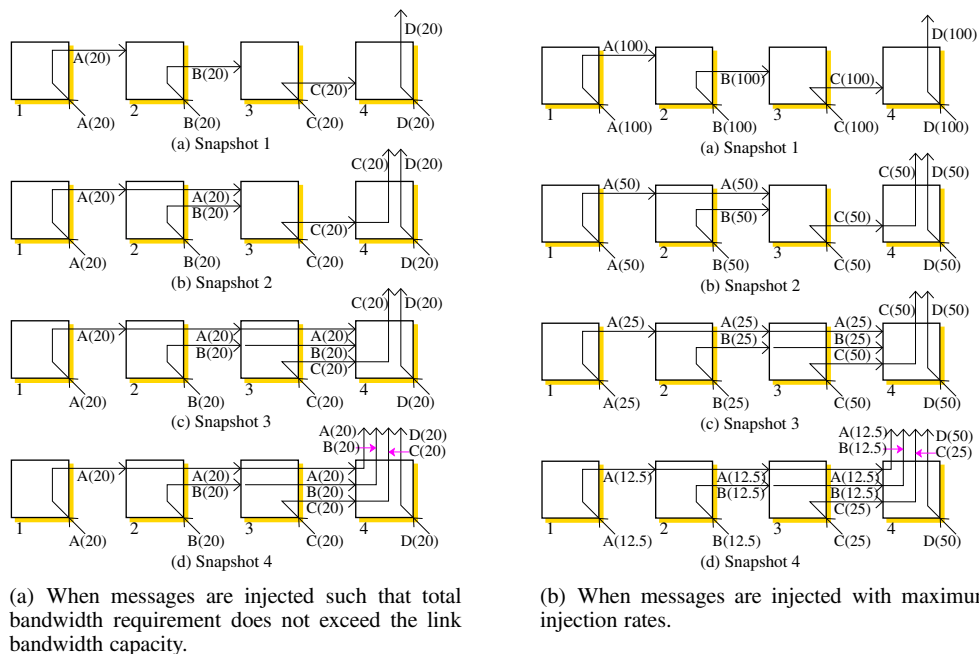 D(20)
A(20)
B(20)
C(20)
1
2
3
4
A(20)
B(20)
C(20)
D(20)
(a) Snapshot 1
C(20)
D(20)
A(20)
A(20)
B(20)
C(20)
1
2
3
4
A(20)
B(20)
C(20)
D(20)
(b) Snapshot 2
C(20)
D(20)
A(20)
A(20)
A(20)
B(20)
B(20)
C(20)
1
2
3
4
A(20)
B(20)
C(20)
D(20)
(c) Snapshot 3
A(20)
D(20)
B(20)
C(20)
A(20)
A(20)
A(20)
B(20)
B(20)
C(20)
1
2
3
4
A(20)
B(20)
C(20)
D(20)
(d) Snapshot 4
(a) When messages are injected such that total
bandwidth requirement does not exceed the link
bandwidth capacity.
D(100)
A(100)
B(100)
C(100)
1
2
3
4
A(100)
B(100)
C(100)
D(100)
(a) Snapshot 1
C(50)
D(50)
A(50)
A(50)
B(50)
C(50)
1
2
3
4
A(50)
B(50)
C(50)
D(50)
(b) Snapshot 2
C(50)
D(50)
A(25)
A(25)
A(25)
B(25)
B(25)
C(50)
1
2
3
4
A(25)
B(25)
C(50)
D(50)
(c) Snapshot 3
A(12.5)
D(50)
B(12.5)
C(25)
A(12.5)
A(12.5)
A(12.5)
B(12.5)
B(12.5)
C(25)
1
2
3
4
A(12.5)
B(12.5)
C(25)
D(50)
(d) Snapshot 4
(b) When messages are injected with maximum
injection rates.